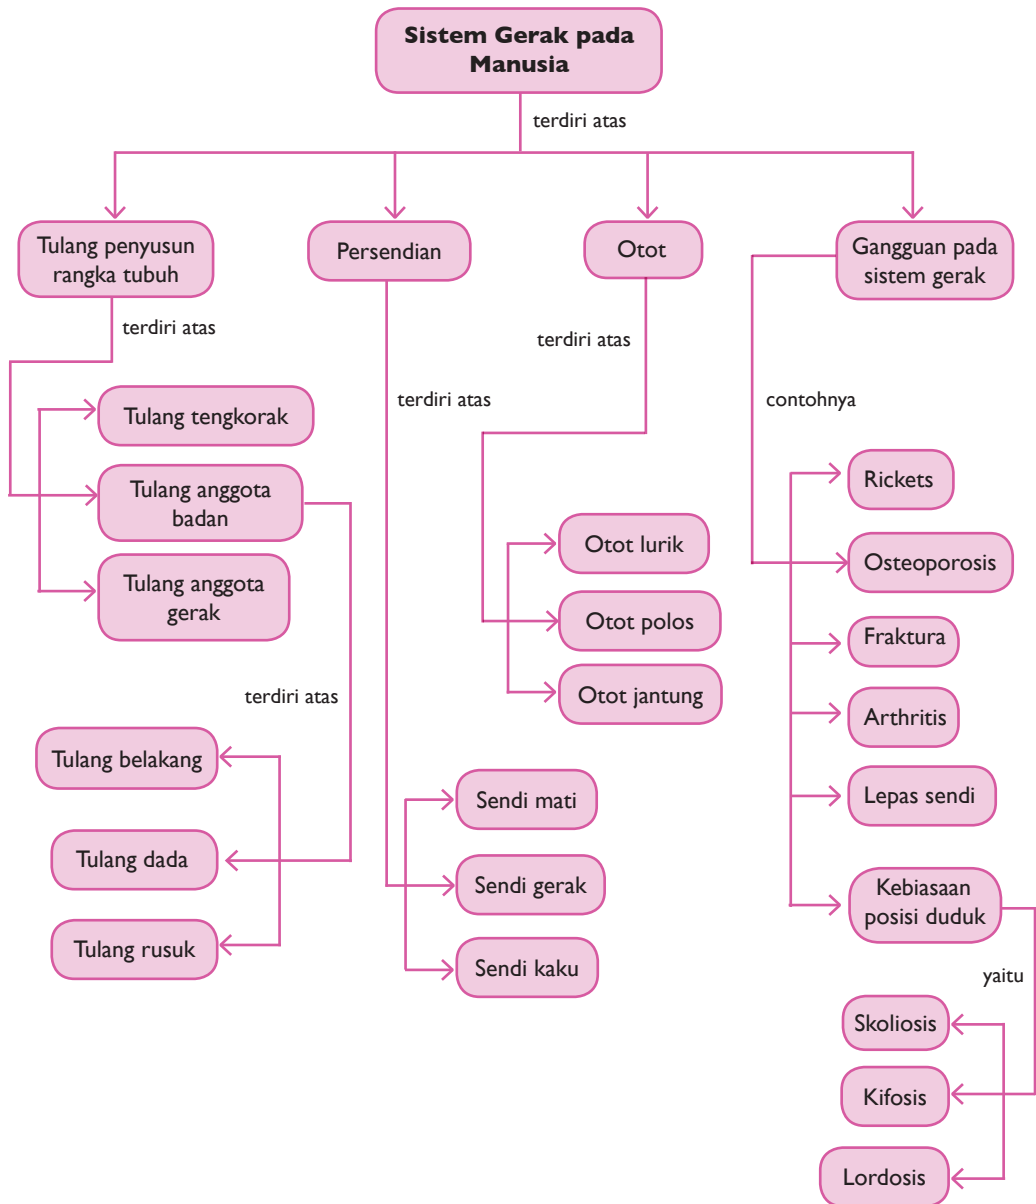 Sistem Gerak pada
Manusia
terdiri atas
Tulang penyusun
rangka tubuh
Persendian
Otot
Gangguan pada
sistem gerak
terdiri atas
Tulang tengkorak
Tulang anggota
badan
Tulang anggota
gerak
terdiri atas
Tulang belakang
Tulang dada
Tulang rusuk
terdiri atas
Sendi mati
Sendi gerak
Sendi kaku
terdiri atas
Otot lurik
Otot polos
Otot jantung
contohnya
Rickets
Osteoporosis
Fraktura
Arthritis
Lepas sendi
Kebiasaan
posisi duduk
yaitu
Skoliosis
Kifosis
Lordosis